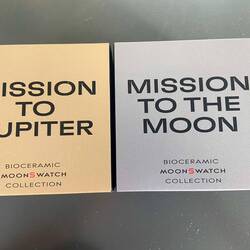 ISSION
TO
UPITER
BIOCERAMIC
MOONSWATCH
COLLECTION
MISSION
TO THE
MOON
BIOCERAMIC
MOONSWATCH
COLLECTION